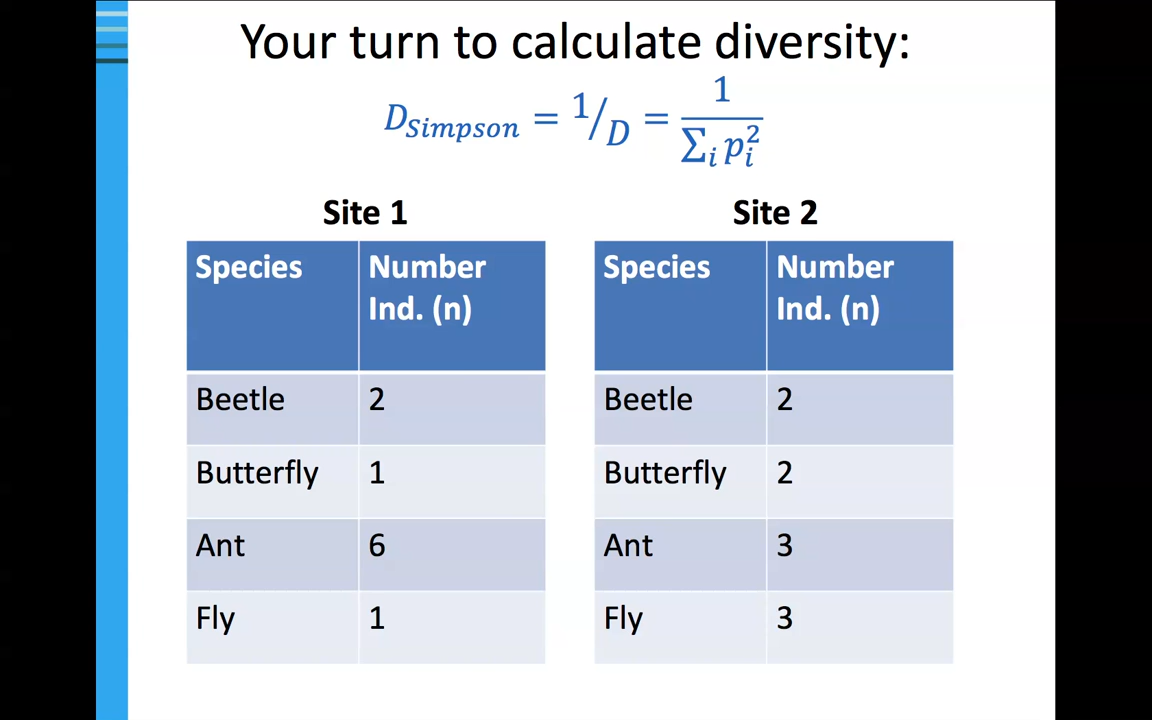 Your turn to calculate diversity:
D_Simpson = 1/D = 1/∑_i p_i^2
Site 1
Species Number Ind. (n)
Beetle 2
Butterfly 1
Ant 6
Fly 1
Site 2
Species Number Ind. (n)
Beetle 2
Butterfly 2
Ant 3
Fly 3